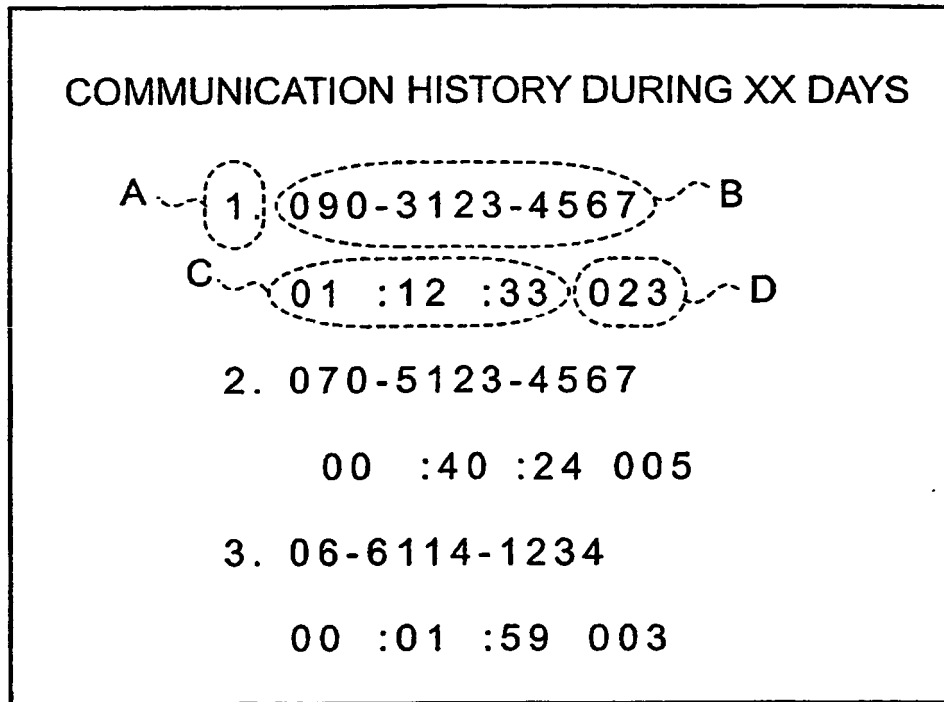 COMMUNICATION HISTORY DURING XX DAYS
A 1. 090-3123-4567 B
C 01 :12 :33 023 D
2. 070-5123-4567
00 :40 :24 005
3. 06-6114-1234
00 :01 :59 003